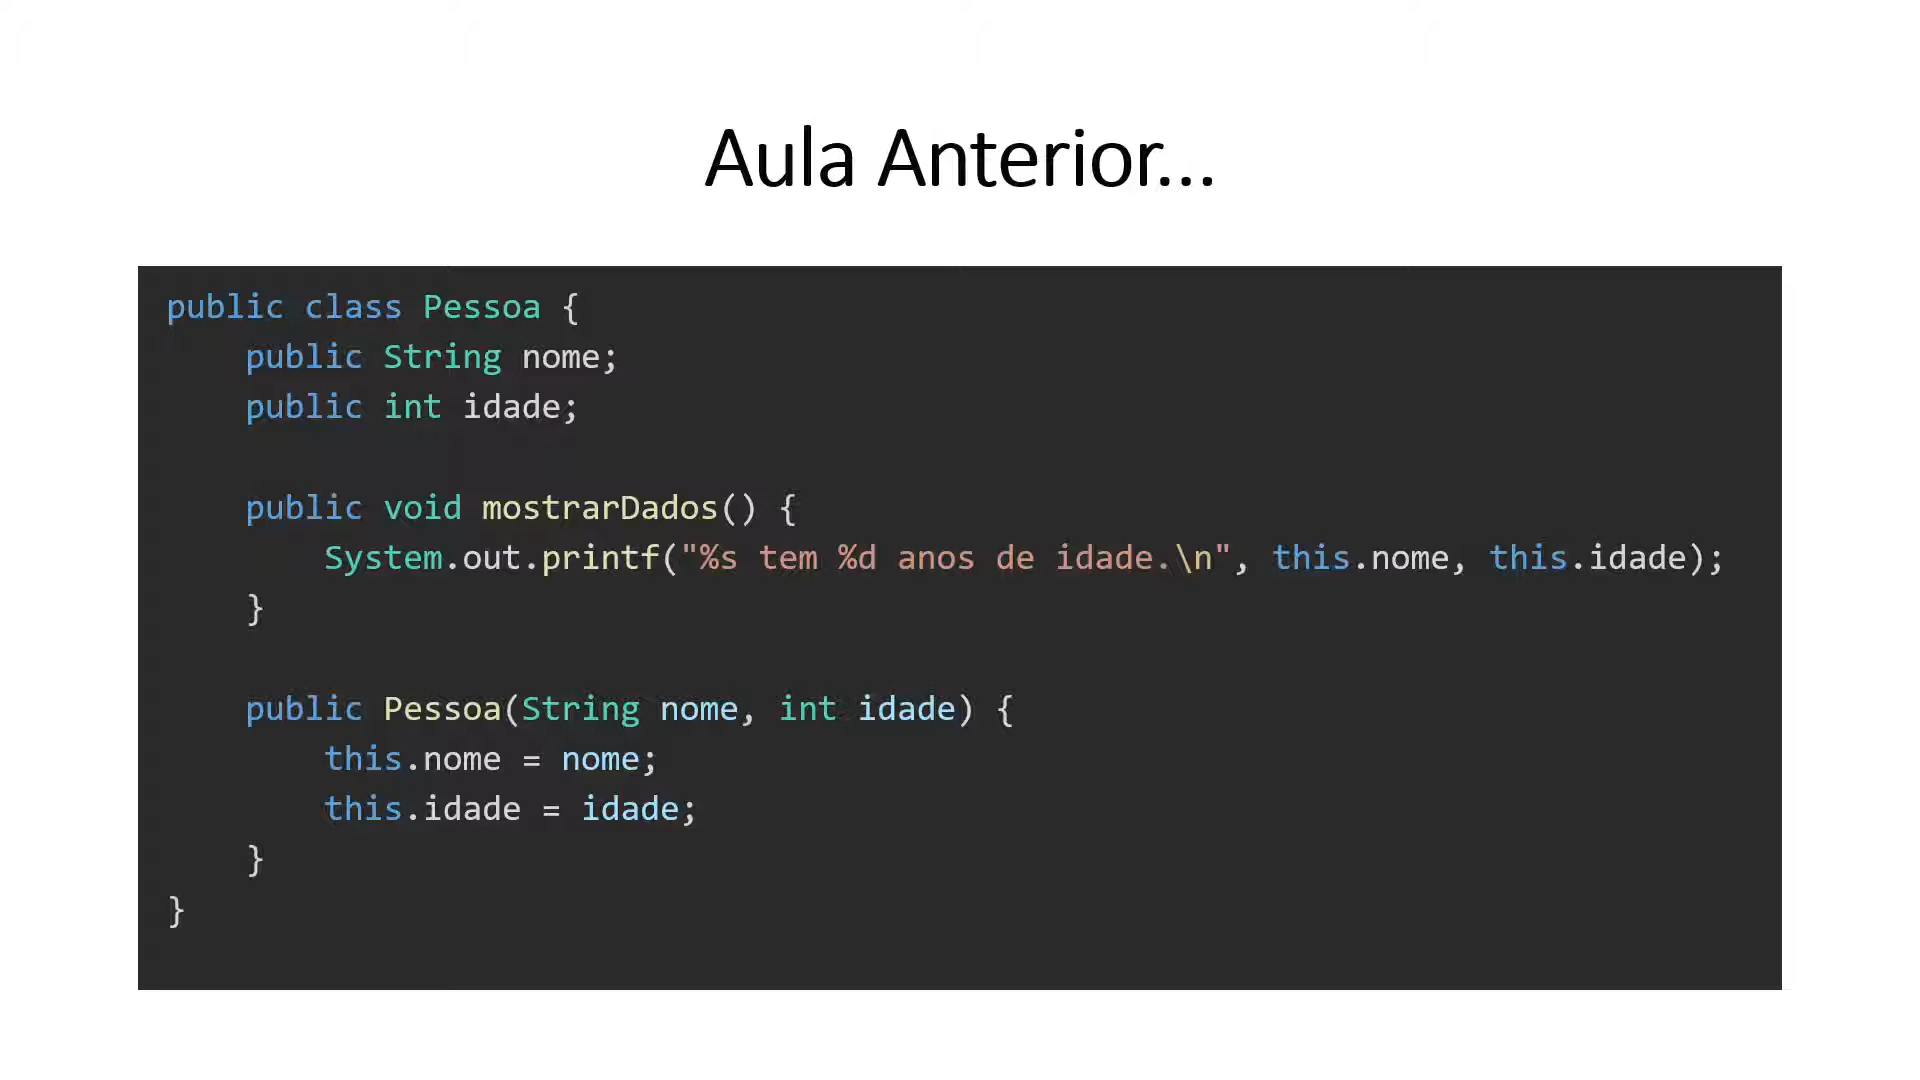 Aula Anterior...
public class Pessoa {
    public String nome;
    public int idade;

    public void mostrarDados() {
        System.out.printf("%s tem %d anos de idade.\n", this.nome, this.idade);
    }

    public Pessoa(String nome, int idade) {
        this.nome = nome;
        this.idade = idade;
    }
}